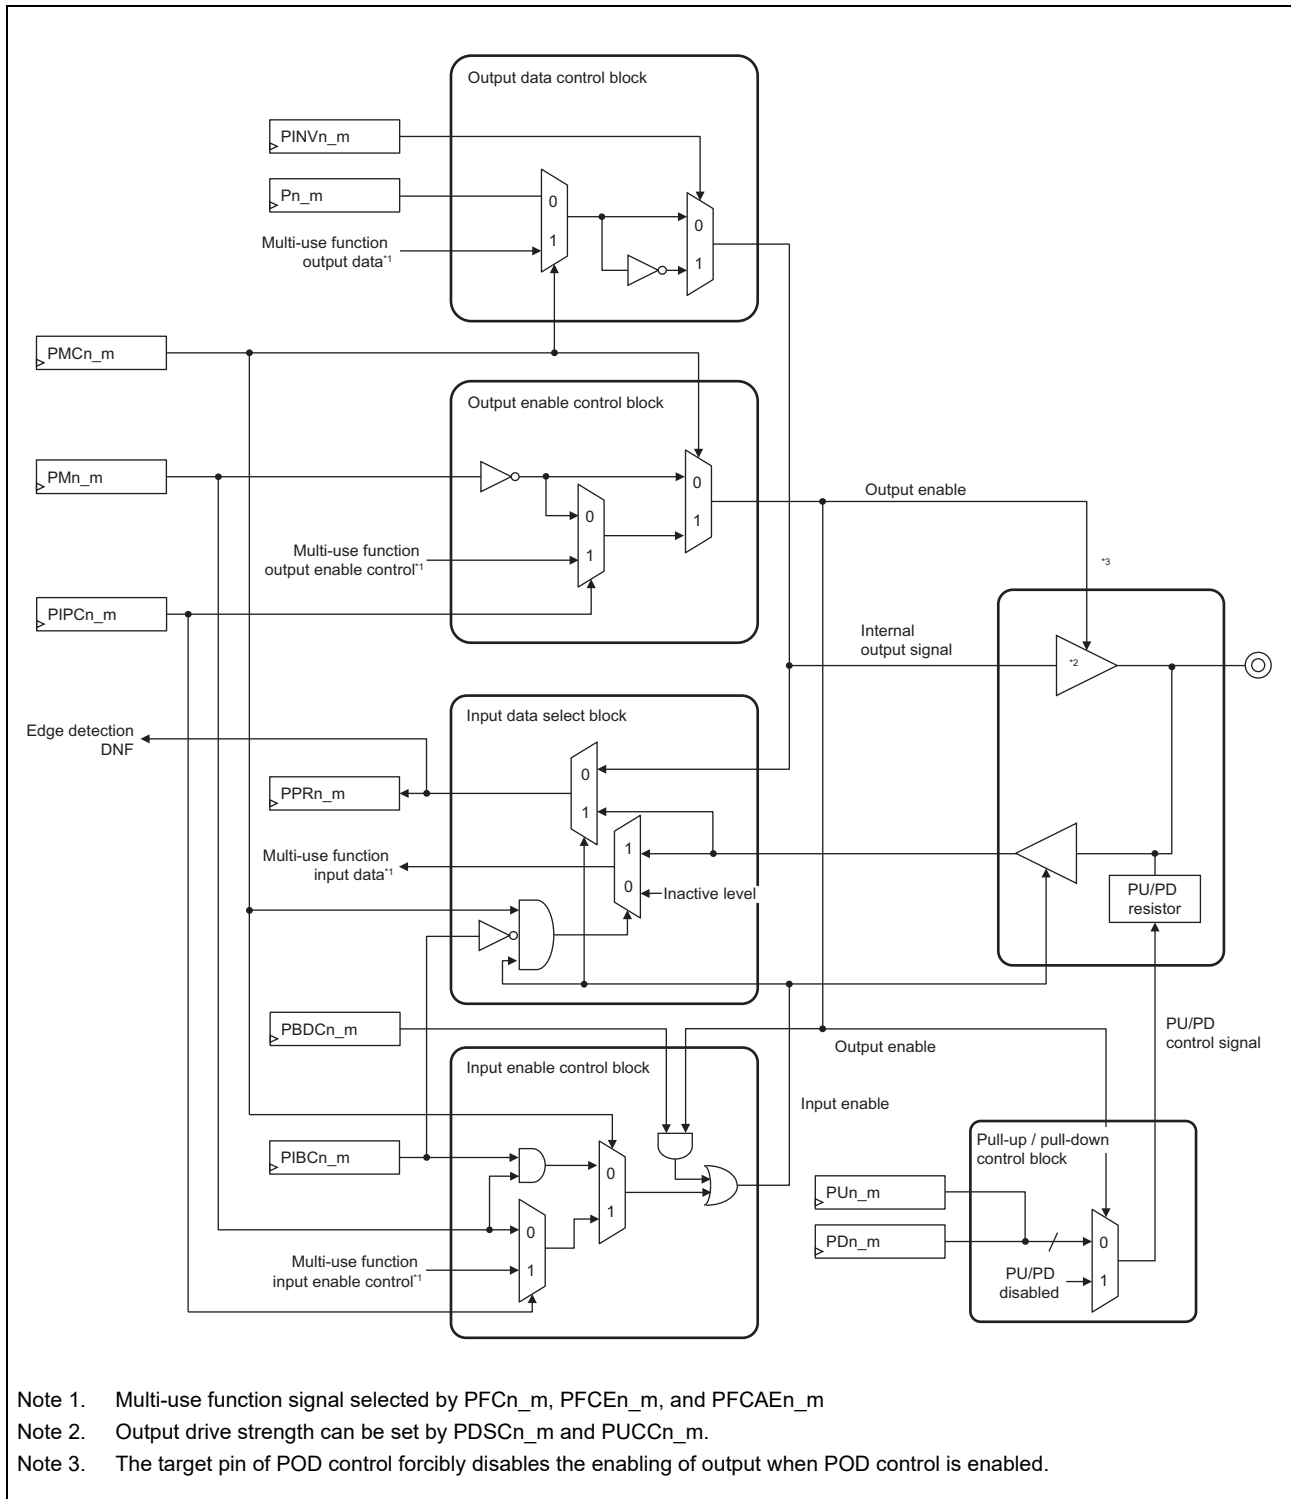 Output data control block
PINVn_m
Pn_m
0
1
0
1
Multi-use function
output data*1
PMCn_m
Output enable control block
PMn_m
0
1
0
1
Output enable
Multi-use function
output enable control*1
*3
PIPCn_m
Internal
output signal
*2
Input data select block
Edge detection
DNF
0
1
PPRn_m
Multi-use function
input data*1
1
0
Inactive level
PU/PD
resistor
PBDCn_m
Output enable
PU/PD
control signal
Input enable control block
Input enable
PIBCn_m
0
1
Pull-up / pull-down
control block
PUn_m
0
1
PDn_m
0
1
Multi-use function
input enable control*1
PU/PD
disabled
Note 1. Multi-use function signal selected by PFCn_m, PFCEn_m, and PFCAEn_m
Note 2. Output drive strength can be set by PDSCn_m and PUCCn_m.
Note 3. The target pin of POD control forcibly disables the enabling of output when POD control is enabled.